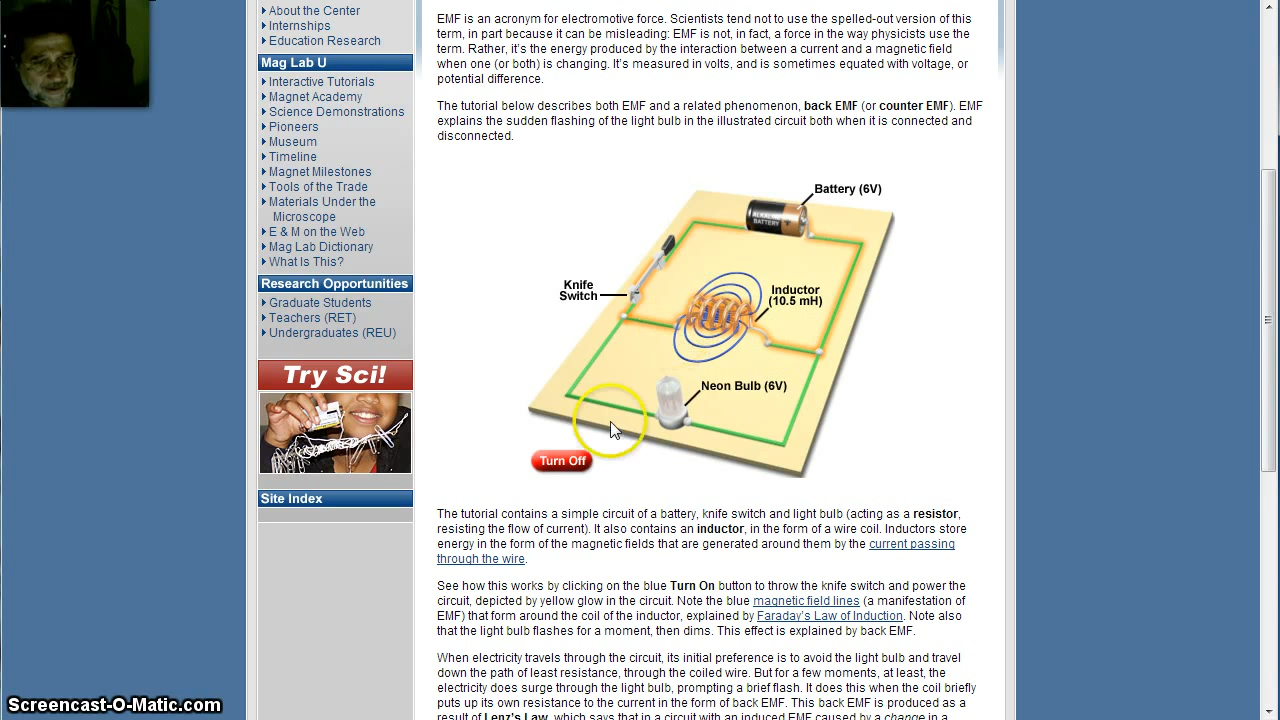 About the Center
Internships
Education Research
Mag Lab U
Interactive Tutorials
Magnet Academy
Science Demonstrations
Pioneers
Museum
Timeline
Magnet Milestones
Tools of the Trade
Materials Under the
Microscope
E & M on the Web
Mag Lab Dictionary
What Is This?
Research Opportunities
Graduate Students
Teachers (RET)
Undergraduates (REU)
Try Sci!
Site Index
EMF is an acronym for electromotive force. Scientists tend not to use the spelled-out version of this
term, in part because it can be misleading: EMF is not, in fact, a force in the way physicists use the
term. Rather, it's the energy produced by the interaction between a current and a magnetic field
when one (or both) is changing. It's measured in volts, and is sometimes equated with voltage, or
potential difference.
The tutorial below describes both EMF and a related phenomenon, back EMF (or counter EMF). EMF
explains the sudden flashing of the light bulb in the illustrated circuit both when it is connected and
disconnected.
Battery (6V)
ALKALINE
BATTERY
+
Knife
Switch
Inductor
(10.5 mH)
Neon Bulb (6V)
Turn Off
The tutorial contains a simple circuit of a battery, knife switch and light bulb (acting as a resistor,
resisting the flow of current). It also contains an inductor, in the form of a wire coil. Inductors store
energy in the form of the magnetic fields that are generated around them by the current passing
through the wire.
See how this works by clicking on the blue Turn On button to throw the knife switch and power the
circuit, depicted by yellow glow in the circuit. Note the blue magnetic field lines (a manifestation of
EMF) that form around the coil of the inductor, explained by Faraday's Law of Induction. Note also
that the light bulb flashes for a moment, then dims. This effect is explained by back EMF.
When electricity travels through the circuit, its initial preference is to avoid the light bulb and travel
down the path of least resistance, through the coiled wire. But for a few moments, at least, the
electricity does surge through the light bulb, prompting a brief flash. It does this when the coil briefly
puts up its own resistance to the current in the form of back EMF. This back EMF is produced as a
result of Lenz's Law, which says that in a circuit with an induced EMF caused by a change in a
Screencast-O-Matic.com